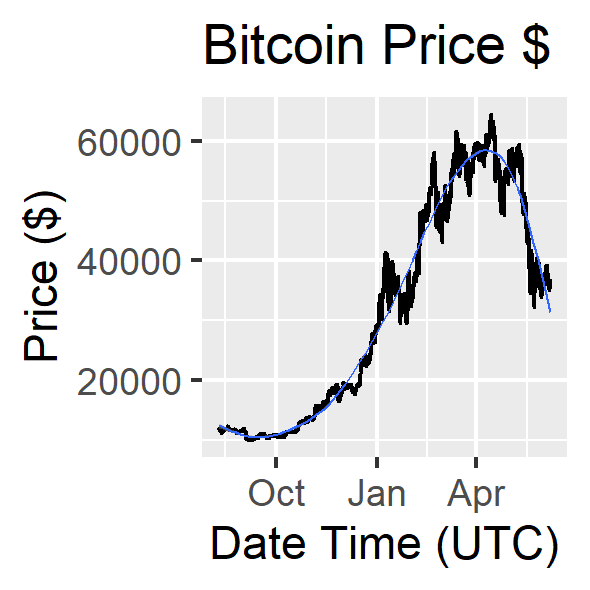 Bitcoin Price $
Price ($)
60000
40000
20000
Oct Jan Apr
Date Time (UTC)